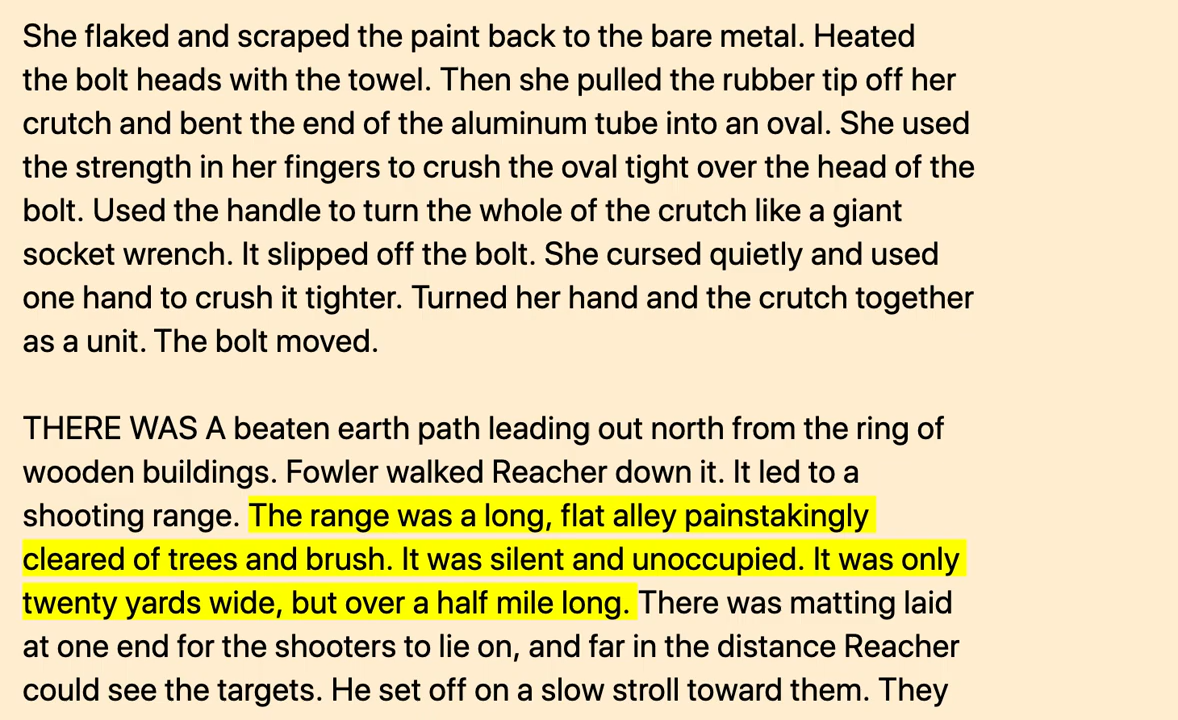 She flaked and scraped the paint back to the bare metal. Heated
the bolt heads with the towel. Then she pulled the rubber tip off her
crutch and bent the end of the aluminum tube into an oval. She used
the strength in her fingers to crush the oval tight over the head of the
bolt. Used the handle to turn the whole of the crutch like a giant
socket wrench. It slipped off the bolt. She cursed quietly and used
one hand to crush it tighter. Turned her hand and the crutch together
as a unit. The bolt moved.
THERE WAS A beaten earth path leading out north from the ring of
wooden buildings. Fowler walked Reacher down it. It led to a
shooting range. The range was a long, flat alley painstakingly
cleared of trees and brush. It was silent and unoccupied. It was only
twenty yards wide, but over a half mile long. There was matting laid
at one end for the shooters to lie on, and far in the distance Reacher
could see the targets. He set off on a slow stroll toward them. They